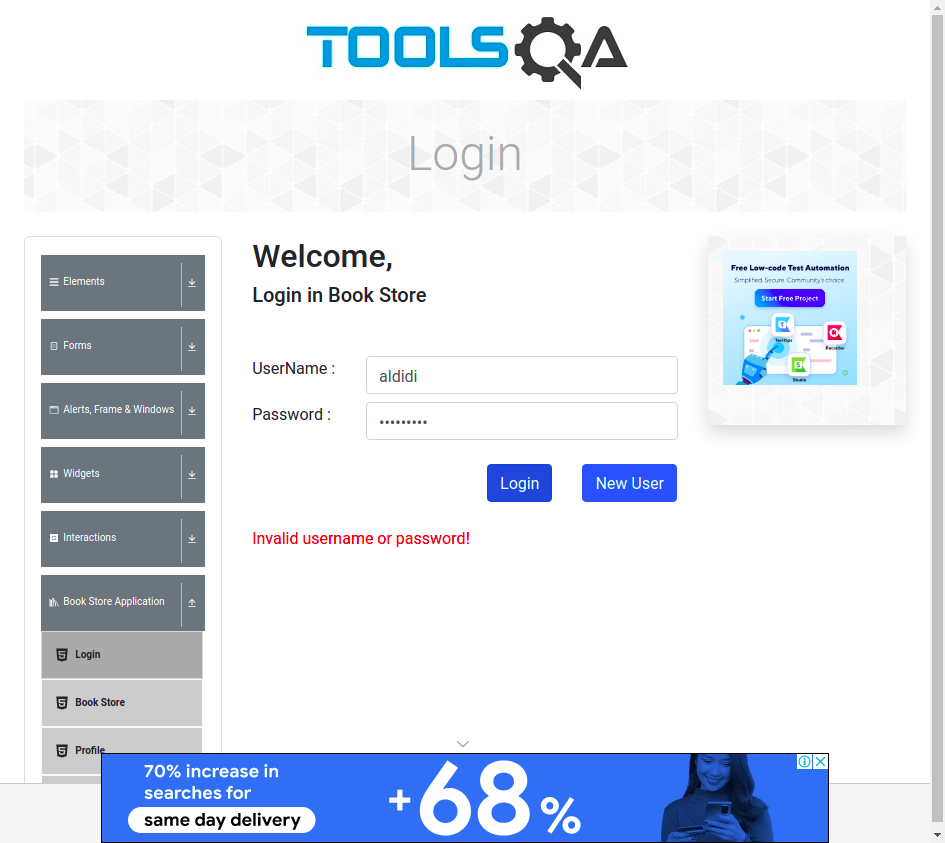 TOOLSQA
Login
Elements
Forms
Alerts, Frame & Windows
Widgets
Interactions
Book Store Application
Login
Book Store
Profile
Welcome,
Login in Book Store
UserName :
aldidi
Password :
•••••••••
Login
New User
Invalid username or password!
Free Low-code Test Automation
Simplified. Secure. Community's choice.
Start Free Project
TestOps
Recorder
Studio
70% increase in
searches for
same day delivery
+68%